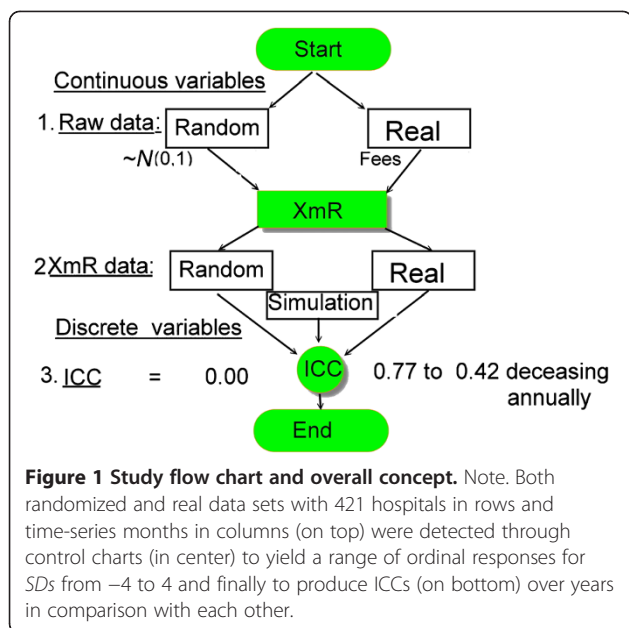 Start
Continuous variables
1. Raw data: Random Real
~N(0,1) Fees
XmR
2XmR data: Random Real
Simulation
Discrete variables
3. ICC = 0.00 ICC 0.77 to 0.42 deceasing
annually
End
Figure 1 Study flow chart and overall concept. Note. Both
randomized and real data sets with 421 hospitals in rows and
time-series months in columns (on top) were detected through
control charts (in center) to yield a range of ordinal responses for
SDs from −4 to 4 and finally to produce ICCs (on bottom) over years
in comparison with each other.